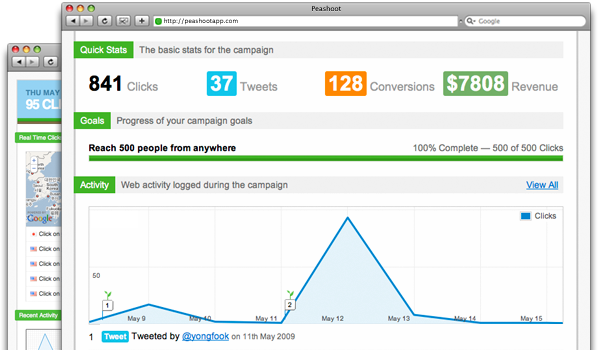 Peashoot
http://peashootapp.com
Google
Quick Stats The basic stats for the campaign
841 Clicks 37 Tweets 128 Conversions $7808 Revenue
Goals Progress of your campaign goals
Reach 500 people from anywhere 100% Complete — 500 of 500 Clicks
Activity Web activity logged during the campaign View All
Clicks
50
1 2
May 9 May 10 May 11 May 12 May 13 May 14 May 15
1 Tweet Tweeted by @yongfook on 11th May 2009
THU MAY
Real Time Click
Google
Click on
Click on
Click on
Click on
Click on
Recent Activity